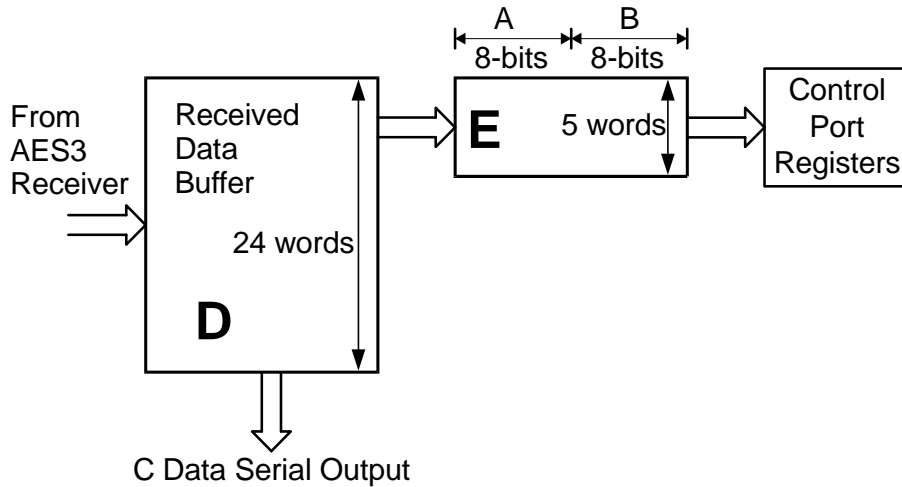 A B
8-bits 8-bits
From
AES3
Receiver
Received
Data
Buffer
24 words
D
E
5 words
Control
Port
Registers
C Data Serial Output